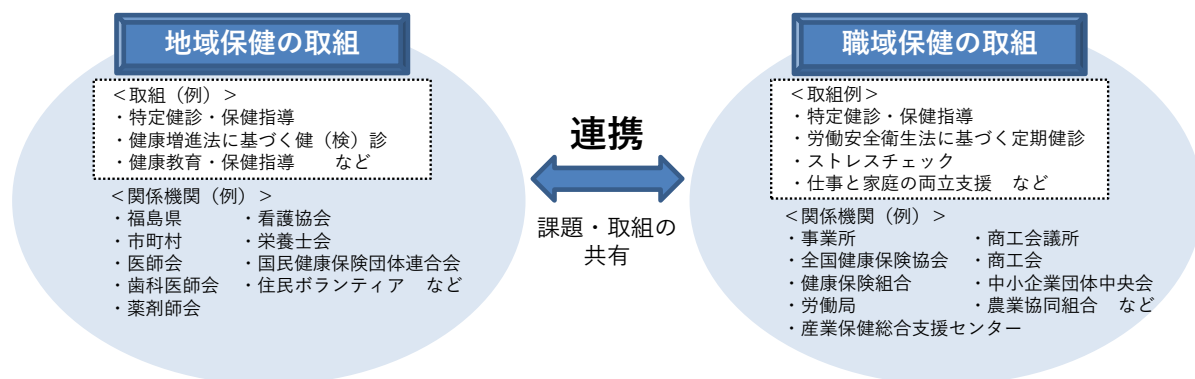 地域保健の取組
<取組（例）>
・特定健診・保健指導
・健康増進法に基づく健（検）診
・健康教育・保健指導　　など
<関係機関（例）>
・福島県　　　・看護協会
・市町村　　　・栄養士会
・医師会　　　・国民健康保険団体連合会
・歯科医師会　・住民ボランティア　など
・薬剤師会
連携
課題・取組の
共有
職域保健の取組
<取組例>
・特定健診・保健指導
・労働安全衛生法に基づく定期健診
・ストレスチェック
・仕事と家庭の両立支援　など
<関係機関（例）>
・事業所　　　　　　・商工会議所
・全国健康保険協会　・商工会
・健康保険組合　　　・中小企業団体中央会
・労働局　　　　　　・農業協同組合　など
・産業保健総合支援センター